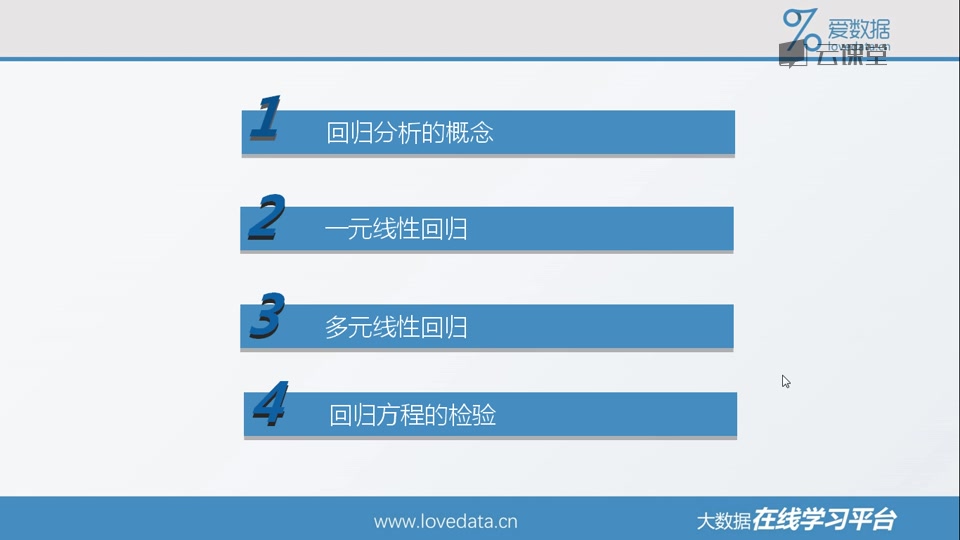 爱数据
lovedata.cn
云课堂
1 回归分析的概念
2 一元线性回归
3 多元线性回归
4 回归方程的检验
www.lovedata.cn
大数据在线学习平台